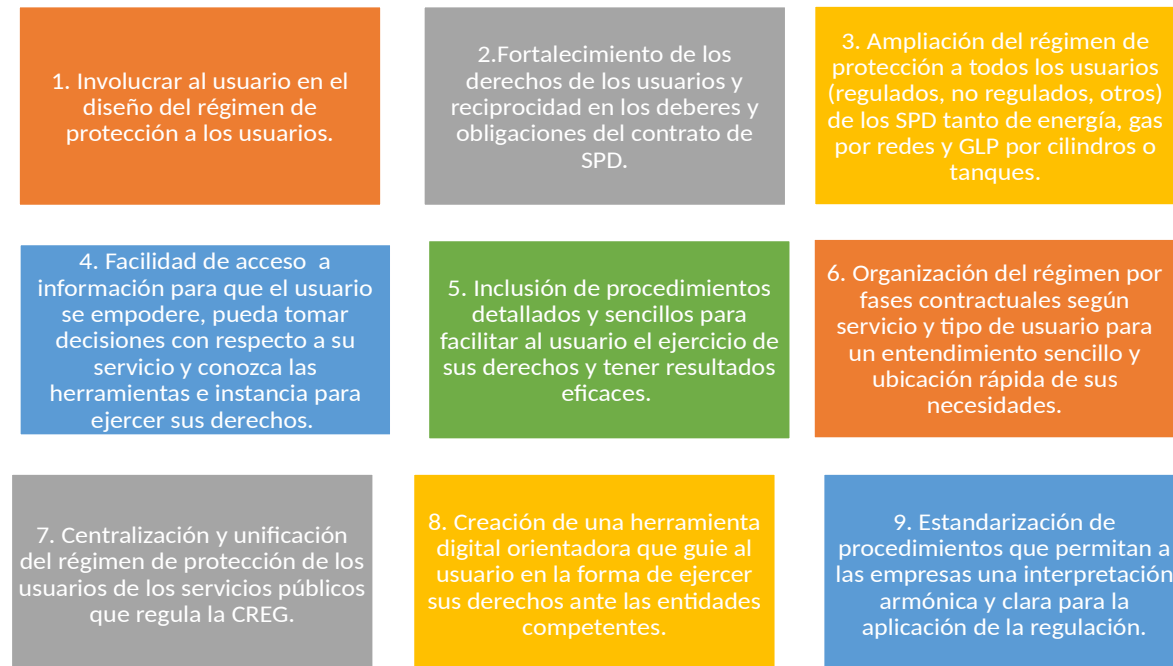 1. Involucrar al usuario en el
diseño del régimen de
protección a los usuarios.
2.Fortalecimiento de los
derechos de los usuarios y
reciprocidad en los deberes y
obligaciones del contrato de
SPD.
3. Ampliación del régimen de
protección a todos los usuarios
(regulados, no regulados, otros)
de los SPD tanto de energía, gas
por redes y GLP por cilindros o
tanques.
4. Facilidad de acceso a
información para que el usuario
se empodere, pueda tomar
decisiones con respecto a su
servicio y conozca las
herramientas e instancia para
ejercer sus derechos.
5. Inclusión de procedimientos
detallados y sencillos para
facilitar al usuario el ejercicio de
sus derechos y tener resultados
eficaces.
6. Organización del régimen por
fases contractuales según
servicio y tipo de usuario para
un entendimiento sencillo y
ubicación rápida de sus
necesidades.
7. Centralización y unificación
del régimen de protección de los
usuarios de los servicios públicos
que regula la CREG.
8. Creación de una herramienta
digital orientadora que guie al
usuario en la forma de ejercer
sus derechos ante las entidades
competentes.
9. Estandarización de
procedimientos que permitan a
las empresas una interpretación
armónica y clara para la
aplicación de la regulación.